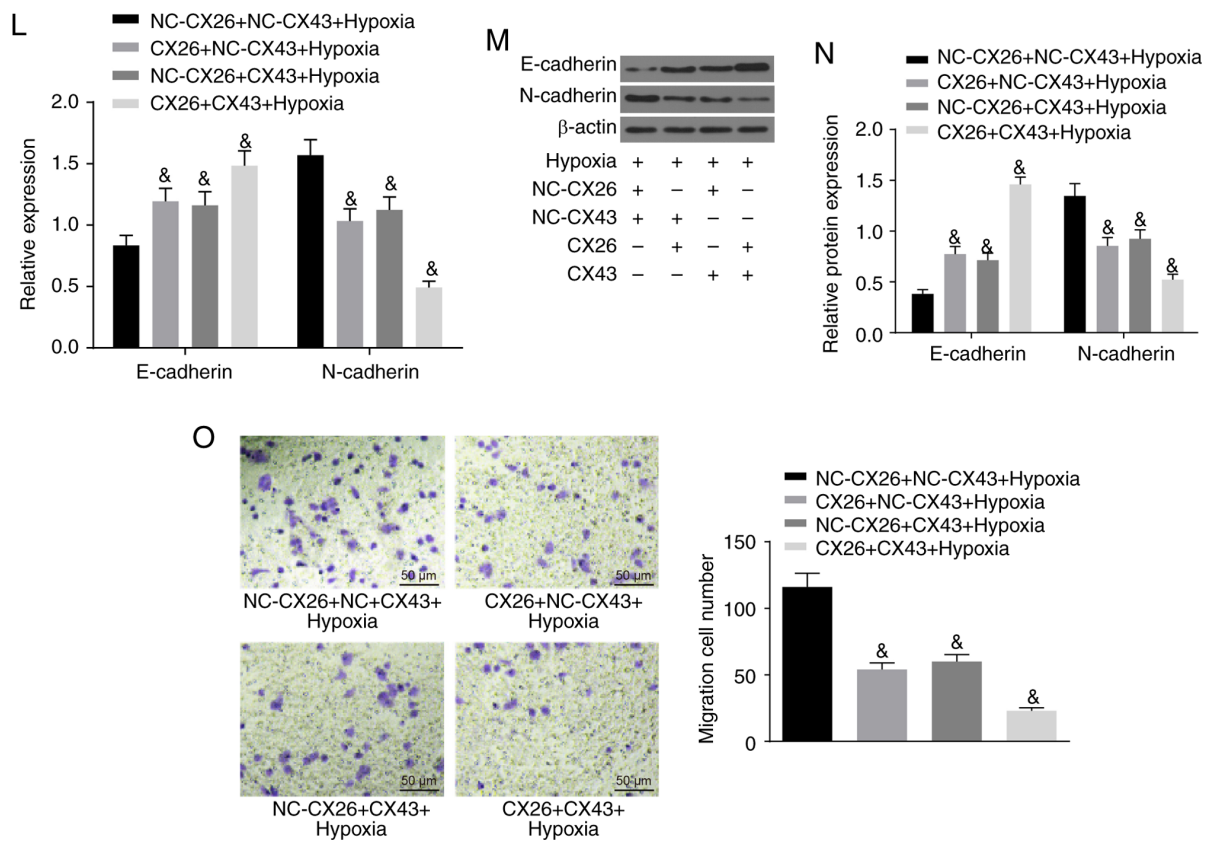 L
NC-CX26+NC-CX43+Hypoxia
CX26+NC-CX43+Hypoxia
NC-CX26+CX43+Hypoxia
CX26+CX43+Hypoxia
Relative expression
2.0
1.5
1.0
0.5
0.0
& & &
& & &
E-cadherin N-cadherin
M
E-cadherin
N-cadherin
β-actin
Hypoxia + + + +
NC-CX26 + – + –
NC-CX43 + + – –
CX26 – + – +
CX43 – – + +
N
NC-CX26+NC-CX43+Hypoxia
CX26+NC-CX43+Hypoxia
NC-CX26+CX43+Hypoxia
CX26+CX43+Hypoxia
Relative protein expression
2.0
1.5
1.0
0.5
0.0
& & &
& & &
E-cadherin N-cadherin
O
50 µm
NC-CX26+NC+CX43+
Hypoxia
50 µm
CX26+NC-CX43+
Hypoxia
50 µm
NC-CX26+CX43+
Hypoxia
50 µm
CX26+CX43+
Hypoxia
NC-CX26+NC-CX43+Hypoxia
CX26+NC-CX43+Hypoxia
NC-CX26+CX43+Hypoxia
CX26+CX43+Hypoxia
Migration cell number
150
100
50
0
& & &